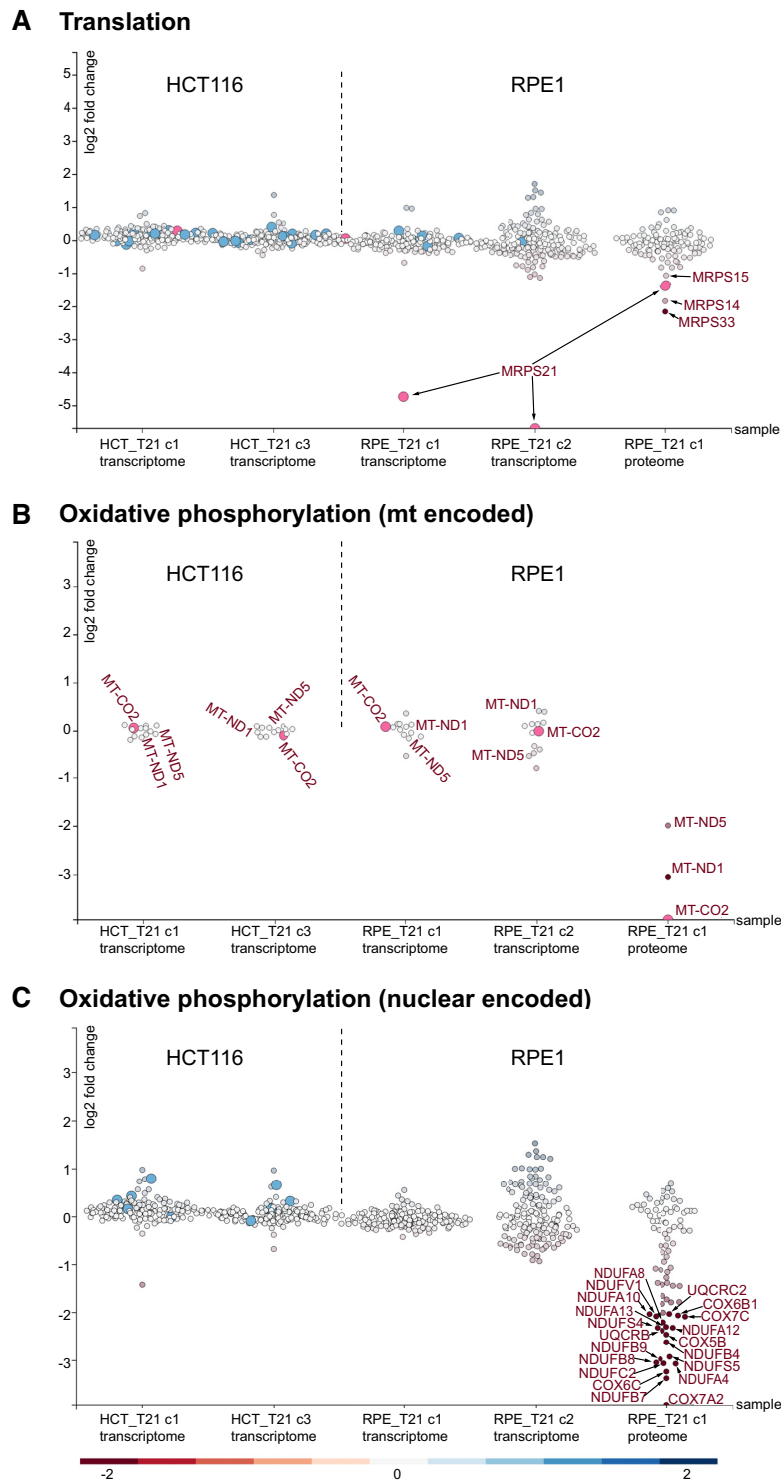 A Translation
log2 fold change
HCT116
RPE1
5
4
3
2
1
0
-1
-2
-3
-4
-5
MRPS15
MRPS14
MRPS33
MRPS21
sample
HCT_T21 c1
transcriptome
HCT_T21 c3
transcriptome
RPE_T21 c1
transcriptome
RPE_T21 c2
transcriptome
RPE_T21 c1
proteome
B Oxidative phosphorylation (mt encoded)
log2 fold change
HCT116
RPE1
3
2
1
0
-1
-2
-3
MT-CO2
MT-ND5
MT-ND1
MT-ND1
MT-ND5
MT-CO2
MT-CO2
MT-ND1
MT-ND5
MT-ND1
MT-CO2
MT-ND5
MT-ND5
MT-ND1
MT-CO2
sample
HCT_T21 c1
transcriptome
HCT_T21 c3
transcriptome
RPE_T21 c1
transcriptome
RPE_T21 c2
transcriptome
RPE_T21 c1
proteome
C Oxidative phosphorylation (nuclear encoded)
log2 fold change
HCT116
RPE1
3
2
1
0
-1
-2
-3
NDUFA8
NDUFV1
NDUFA10
NDUFA13
NDUFS4
UQCRB
NDUFB9
NDUFB8
NDUFC2
COX6C
NDUFB7
UQCRC2
COX6B1
COX7C
NDUFA12
COX5B
NDUFB4
NDUFS5
NDUFA4
COX7A2
sample
HCT_T21 c1
transcriptome
HCT_T21 c3
transcriptome
RPE_T21 c1
transcriptome
RPE_T21 c2
transcriptome
RPE_T21 c1
proteome
-2
0
2